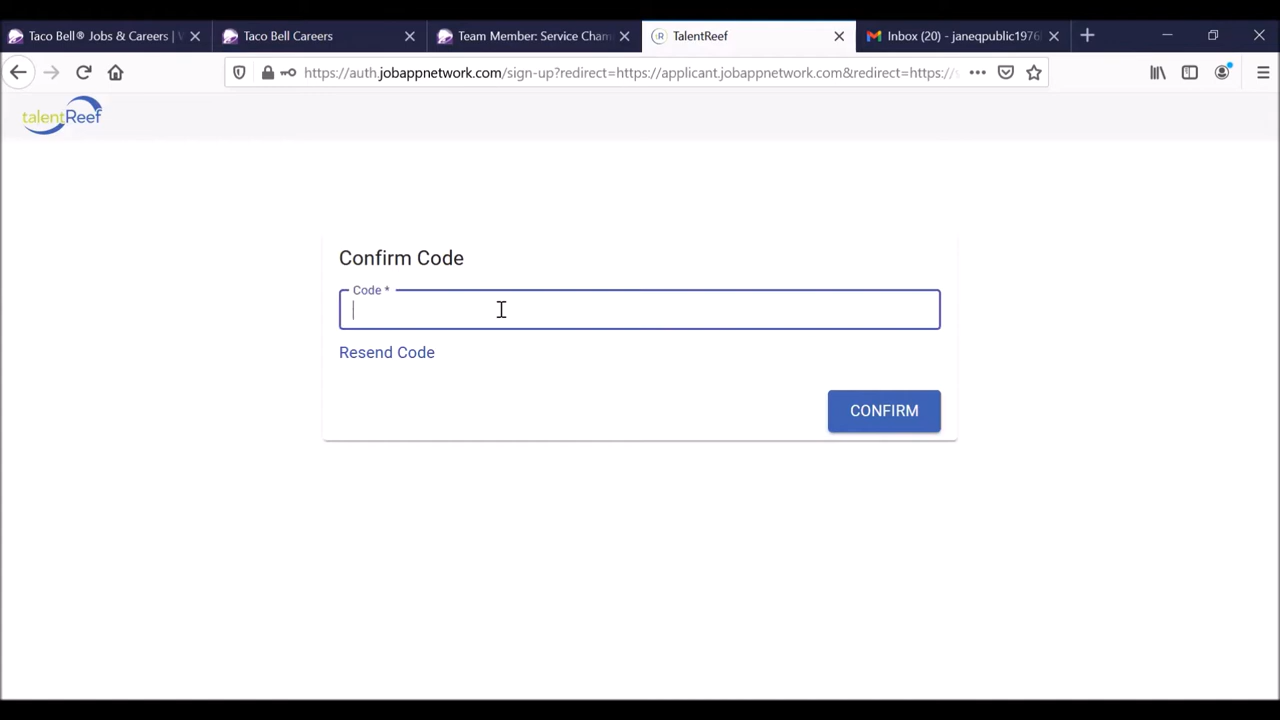 Taco Bell® Jobs & Careers |
Taco Bell Careers
Team Member: Service Cham
TalentReef
Inbox (20) - janeqpublic1976
https://auth.jobappnetwork.com/sign-up?redirect=https://applicant.jobappnetwork.com&redirect=https://
talentReef
Confirm Code
Code *
Resend Code
CONFIRM